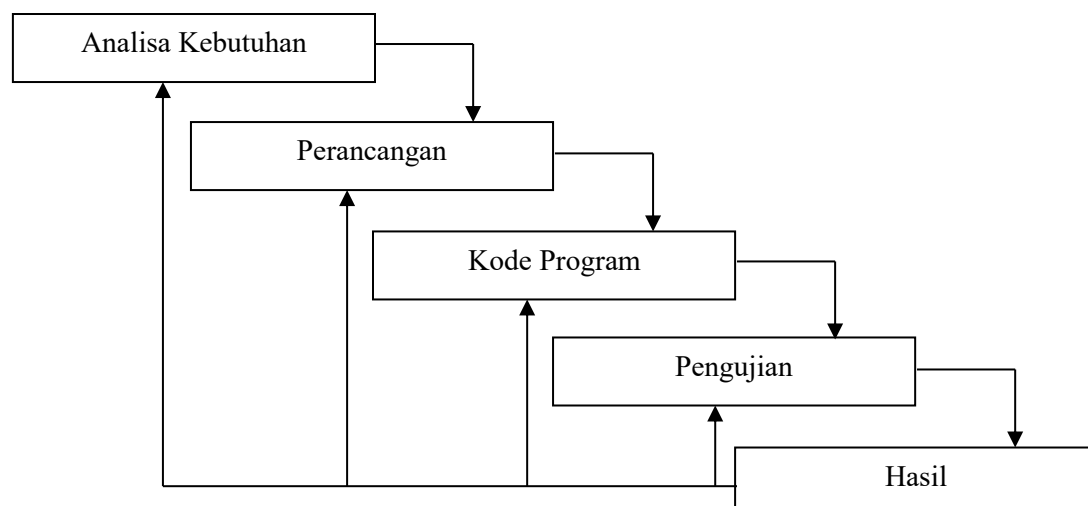 Analisa Kebutuhan
Perancangan
Kode Program
Pengujian
Hasil